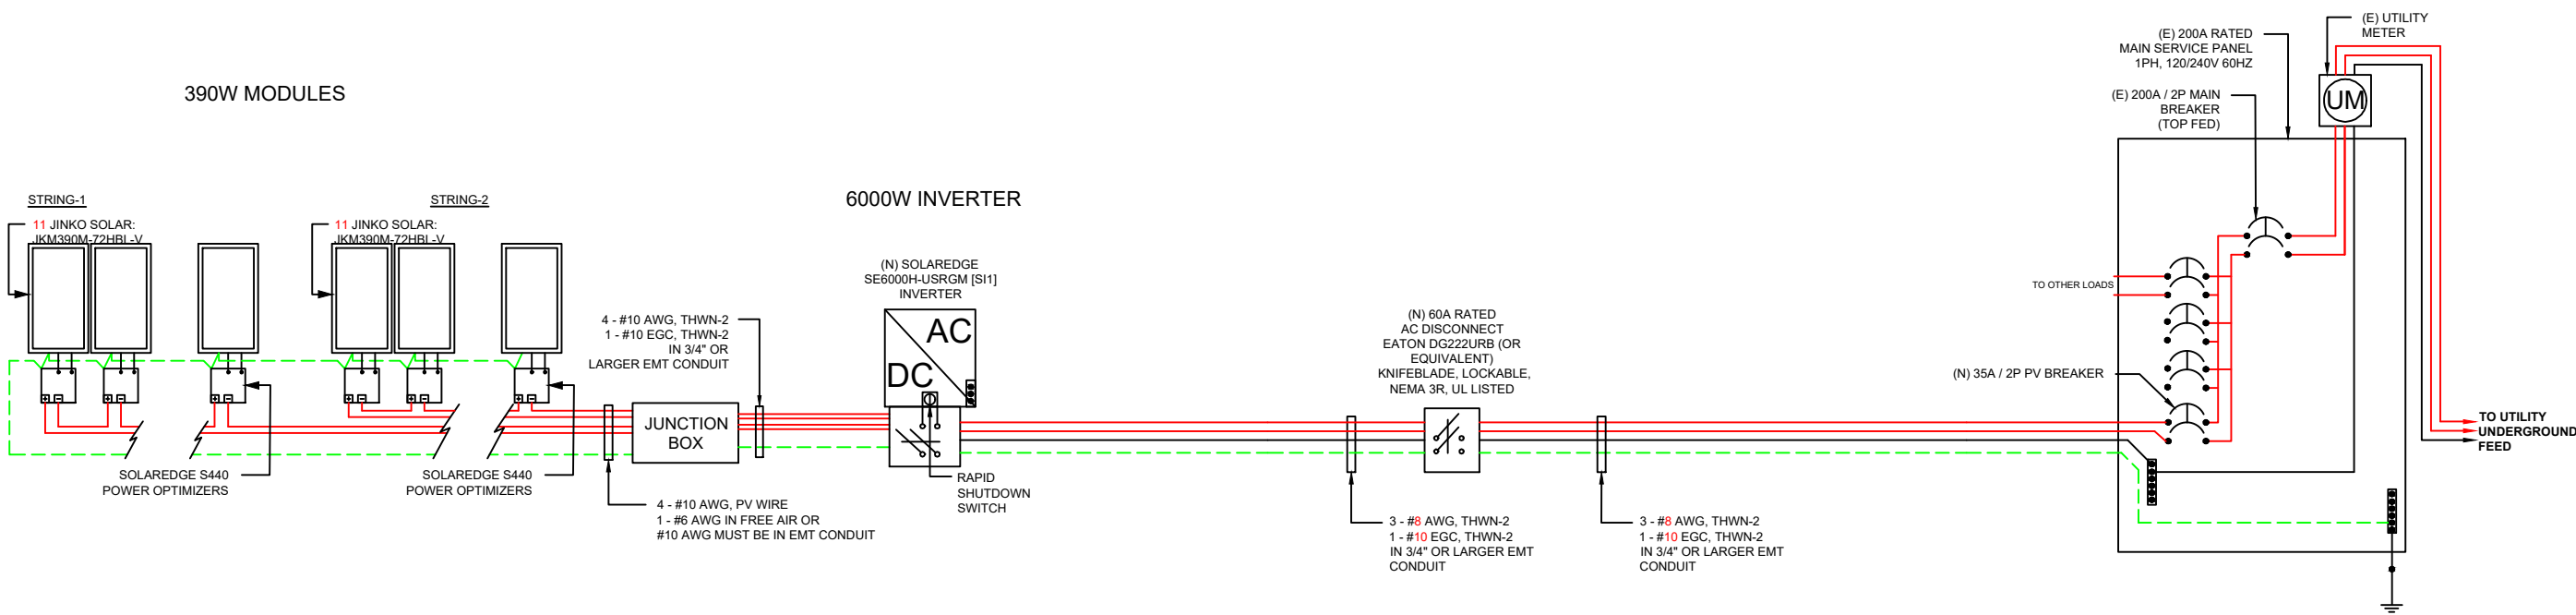 390W MODULES
STRING-1
11 JINKO SOLAR:
JKM390M-72HBL-V
STRING-2
11 JINKO SOLAR:
JKM390M-72HBL-V
SOLAREDGE S440
POWER OPTIMIZERS
SOLAREDGE S440
POWER OPTIMIZERS
4 - #10 AWG, THWN-2
1 - #10 EGC, THWN-2
IN 3/4" OR
LARGER EMT CONDUIT
JUNCTION
BOX
4 - #10 AWG, PV WIRE
1 - #6 AWG IN FREE AIR OR
#10 AWG MUST BE IN EMT CONDUIT
6000W INVERTER
(N) SOLAREDGE
SE6000H-USRGM [SI1]
INVERTER
AC
DC
RAPID
SHUTDOWN
SWITCH
(N) 60A RATED
AC DISCONNECT
EATON DG222URB (OR
EQUIVALENT)
KNIFEBLADE, LOCKABLE,
NEMA 3R, UL LISTED
3 - #8 AWG, THWN-2
1 - #10 EGC, THWN-2
IN 3/4" OR LARGER EMT
CONDUIT
3 - #8 AWG, THWN-2
1 - #10 EGC, THWN-2
IN 3/4" OR LARGER EMT
CONDUIT
(E) UTILITY
METER
(E) 200A RATED
MAIN SERVICE PANEL
1PH, 120/240V 60HZ
(E) 200A / 2P MAIN
BREAKER
(TOP FED)
UM
TO OTHER LOADS
(N) 35A / 2P PV BREAKER
TO UTILITY
UNDERGROUND
FEED